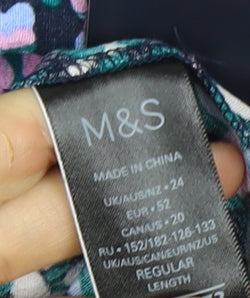 M&S
MADE IN CHINA
UK/AUS/NZ • 24
EUR • 52
CAN/US • 20
RU • 152/182-126-133
UK/AUS/CAN/EUR/NZ/US
REGULAR
LENGTH